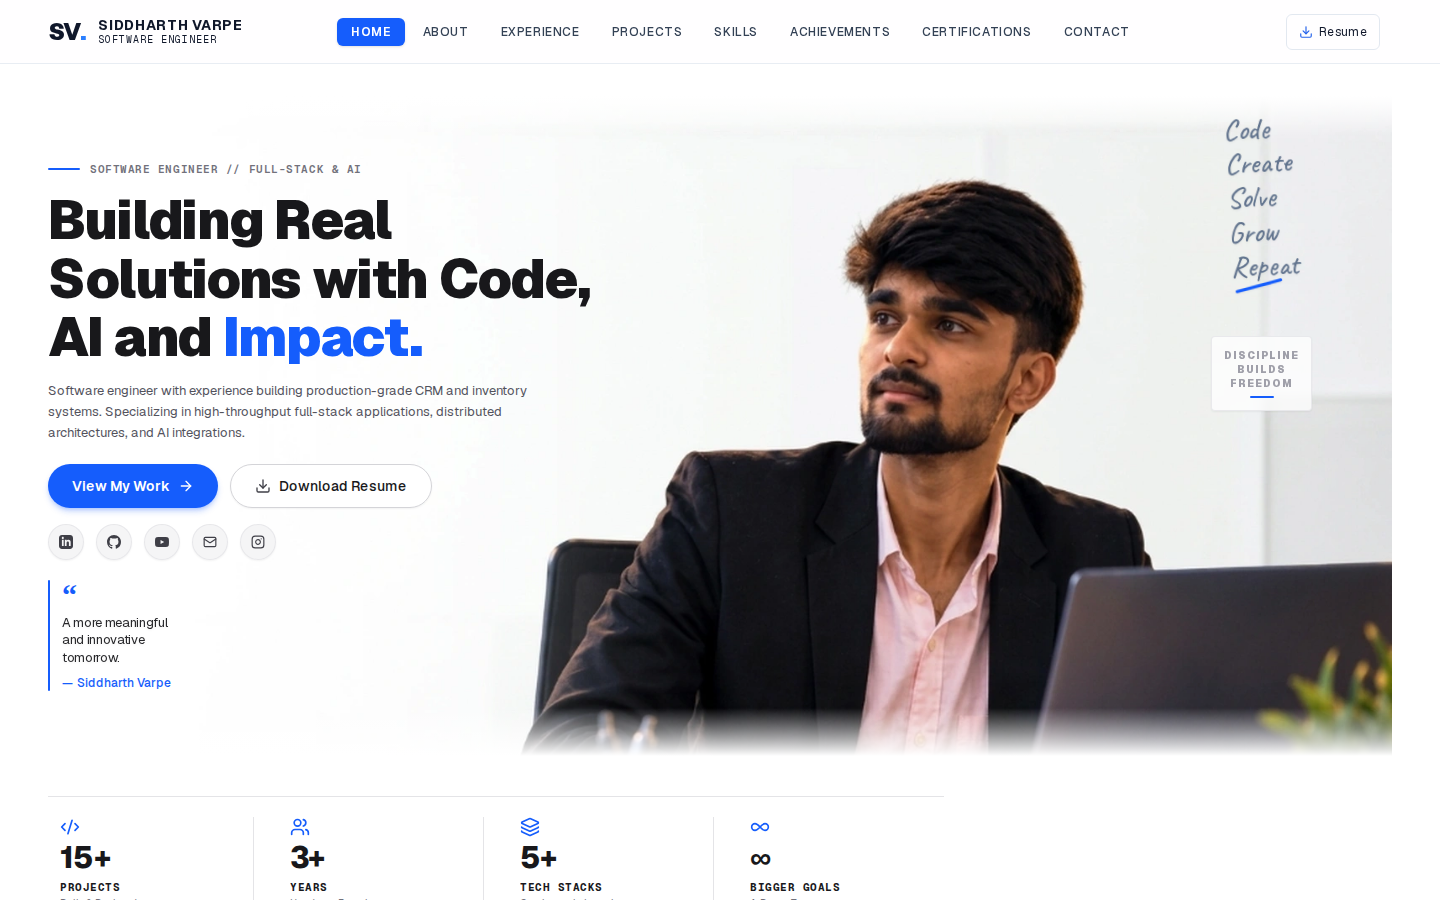 SV.
SIDDHARTH VARPE
SOFTWARE ENGINEER
HOME
ABOUT
EXPERIENCE
PROJECTS
SKILLS
ACHIEVEMENTS
CERTIFICATIONS
CONTACT
Resume
SOFTWARE ENGINEER // FULL-STACK & AI
Building Real
Solutions with Code,
AI and Impact.
Software engineer with experience building production-grade CRM and inventory
systems. Specializing in high-throughput full-stack applications, distributed
architectures, and AI integrations.
View My Work
Download Resume
“
A more meaningful
and innovative
tomorrow.
— Siddharth Varpe
Code
Create
Solve
Grow
Repeat
DISCIPLINE
BUILDS
FREEDOM
15+
PROJECTS
3+
YEARS
5+
TECH STACKS
∞
BIGGER GOALS